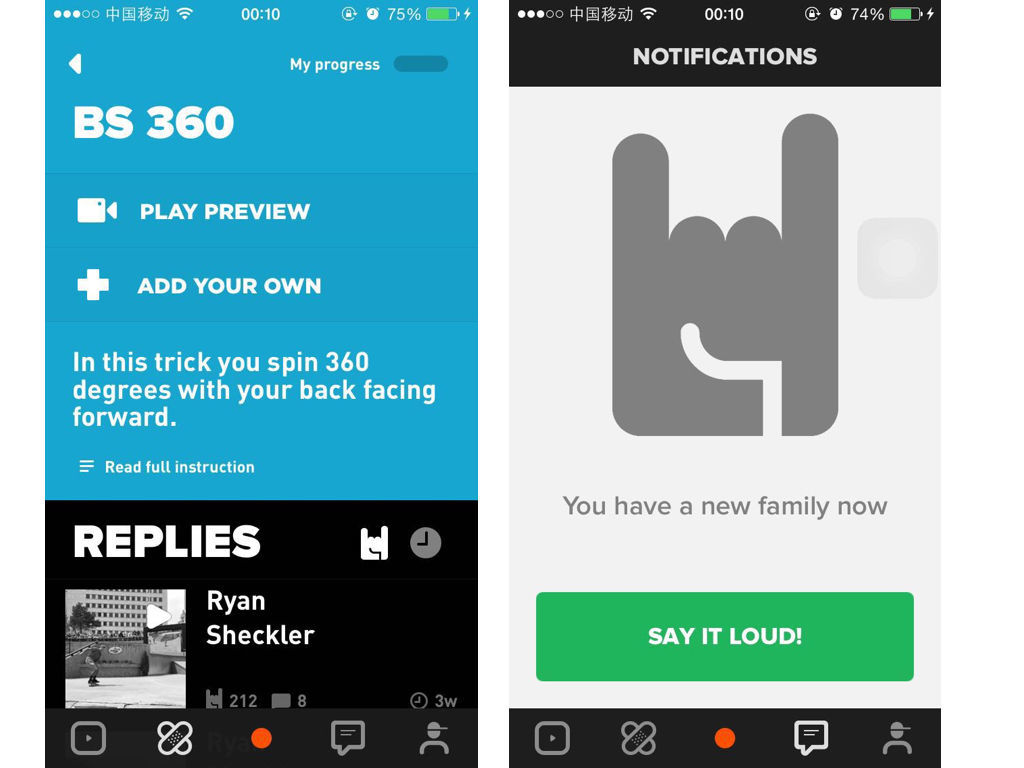 中国移动
00:10
75%
My progress
BS 360
PLAY PREVIEW
ADD YOUR OWN
In this trick you spin 360
degrees with your back facing
forward.
Read full instruction
REPLIES
Ryan
Sheckler
212
8
3w
Rya
中国移动
00:10
74%
NOTIFICATIONS
You have a new family now
SAY IT LOUD!